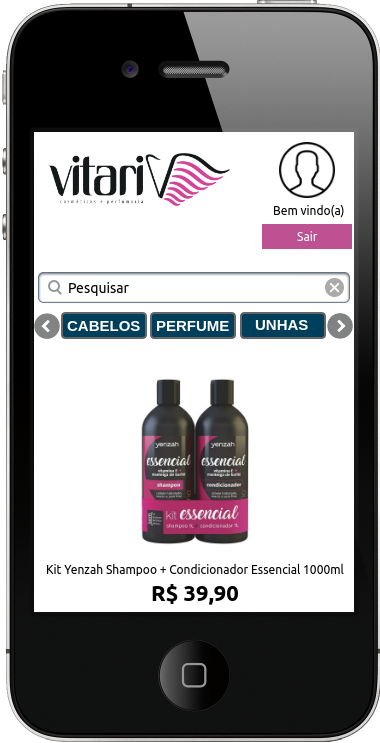 vitari
cosméticos + perfumaria
Bem vindo(a)
Sair
Pesquisar
CABELOS
PERFUME
UNHAS
yenzah
essencial
vitamina E +
manteiga de karité
shampoo
yenzah
essencial
vitamina E +
manteiga de karité
condicionador
kit essencial
shampoo 1L + condicionador 1L
Kit Yenzah Shampoo + Condicionador Essencial 1000ml
R$ 39,90